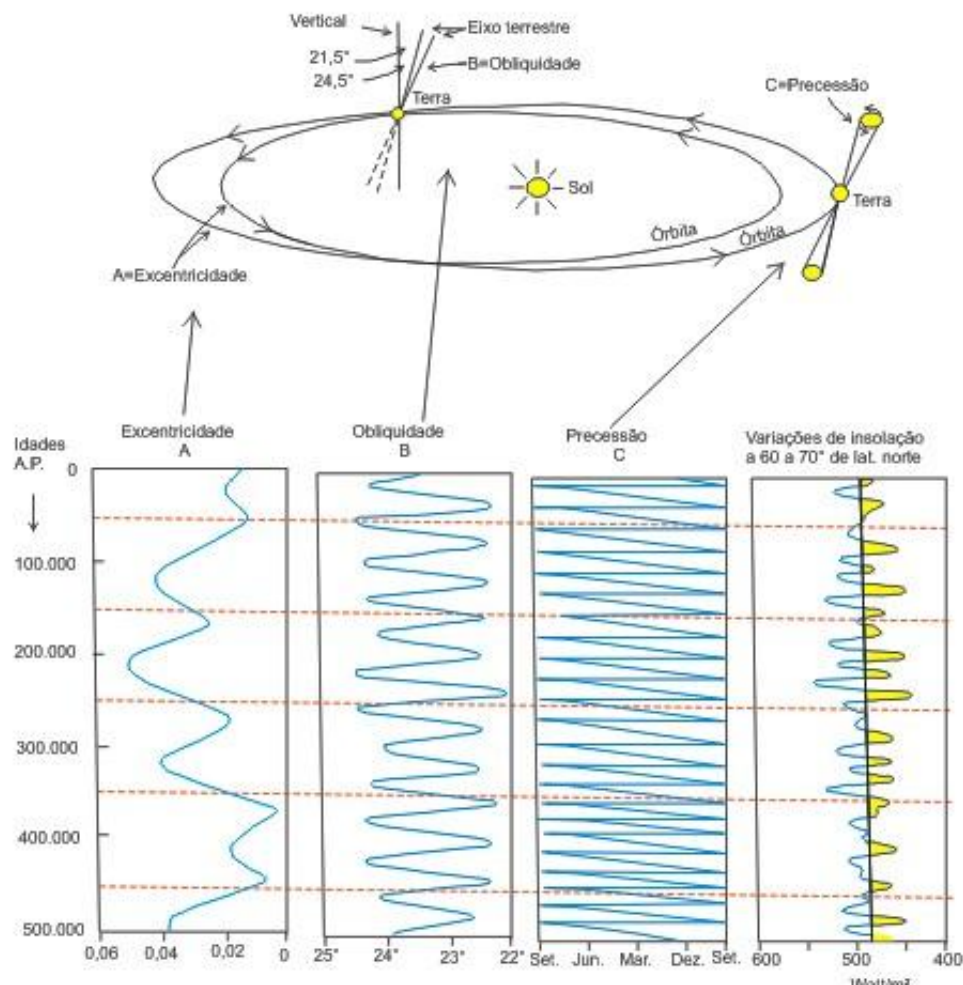 Vertical
Eixo terrestre
21,5°
24,5°
B=Obliquidade
Terra
C=Precessão
Sol
Terra
Órbita
Órbita
A=Excentricidade
Idades
A.P.
Excentricidade
A
Obliquidade
B
Precessão
C
Variações de insolação
a 60 a 70° de lat. norte
0
100.000
200.000
300.000
400.000
500.000
0,06 0,04 0,02 0
25° 24° 23° 22°
Set. Jun. Mar. Dez. Set.
600 500 400
Watt/m²